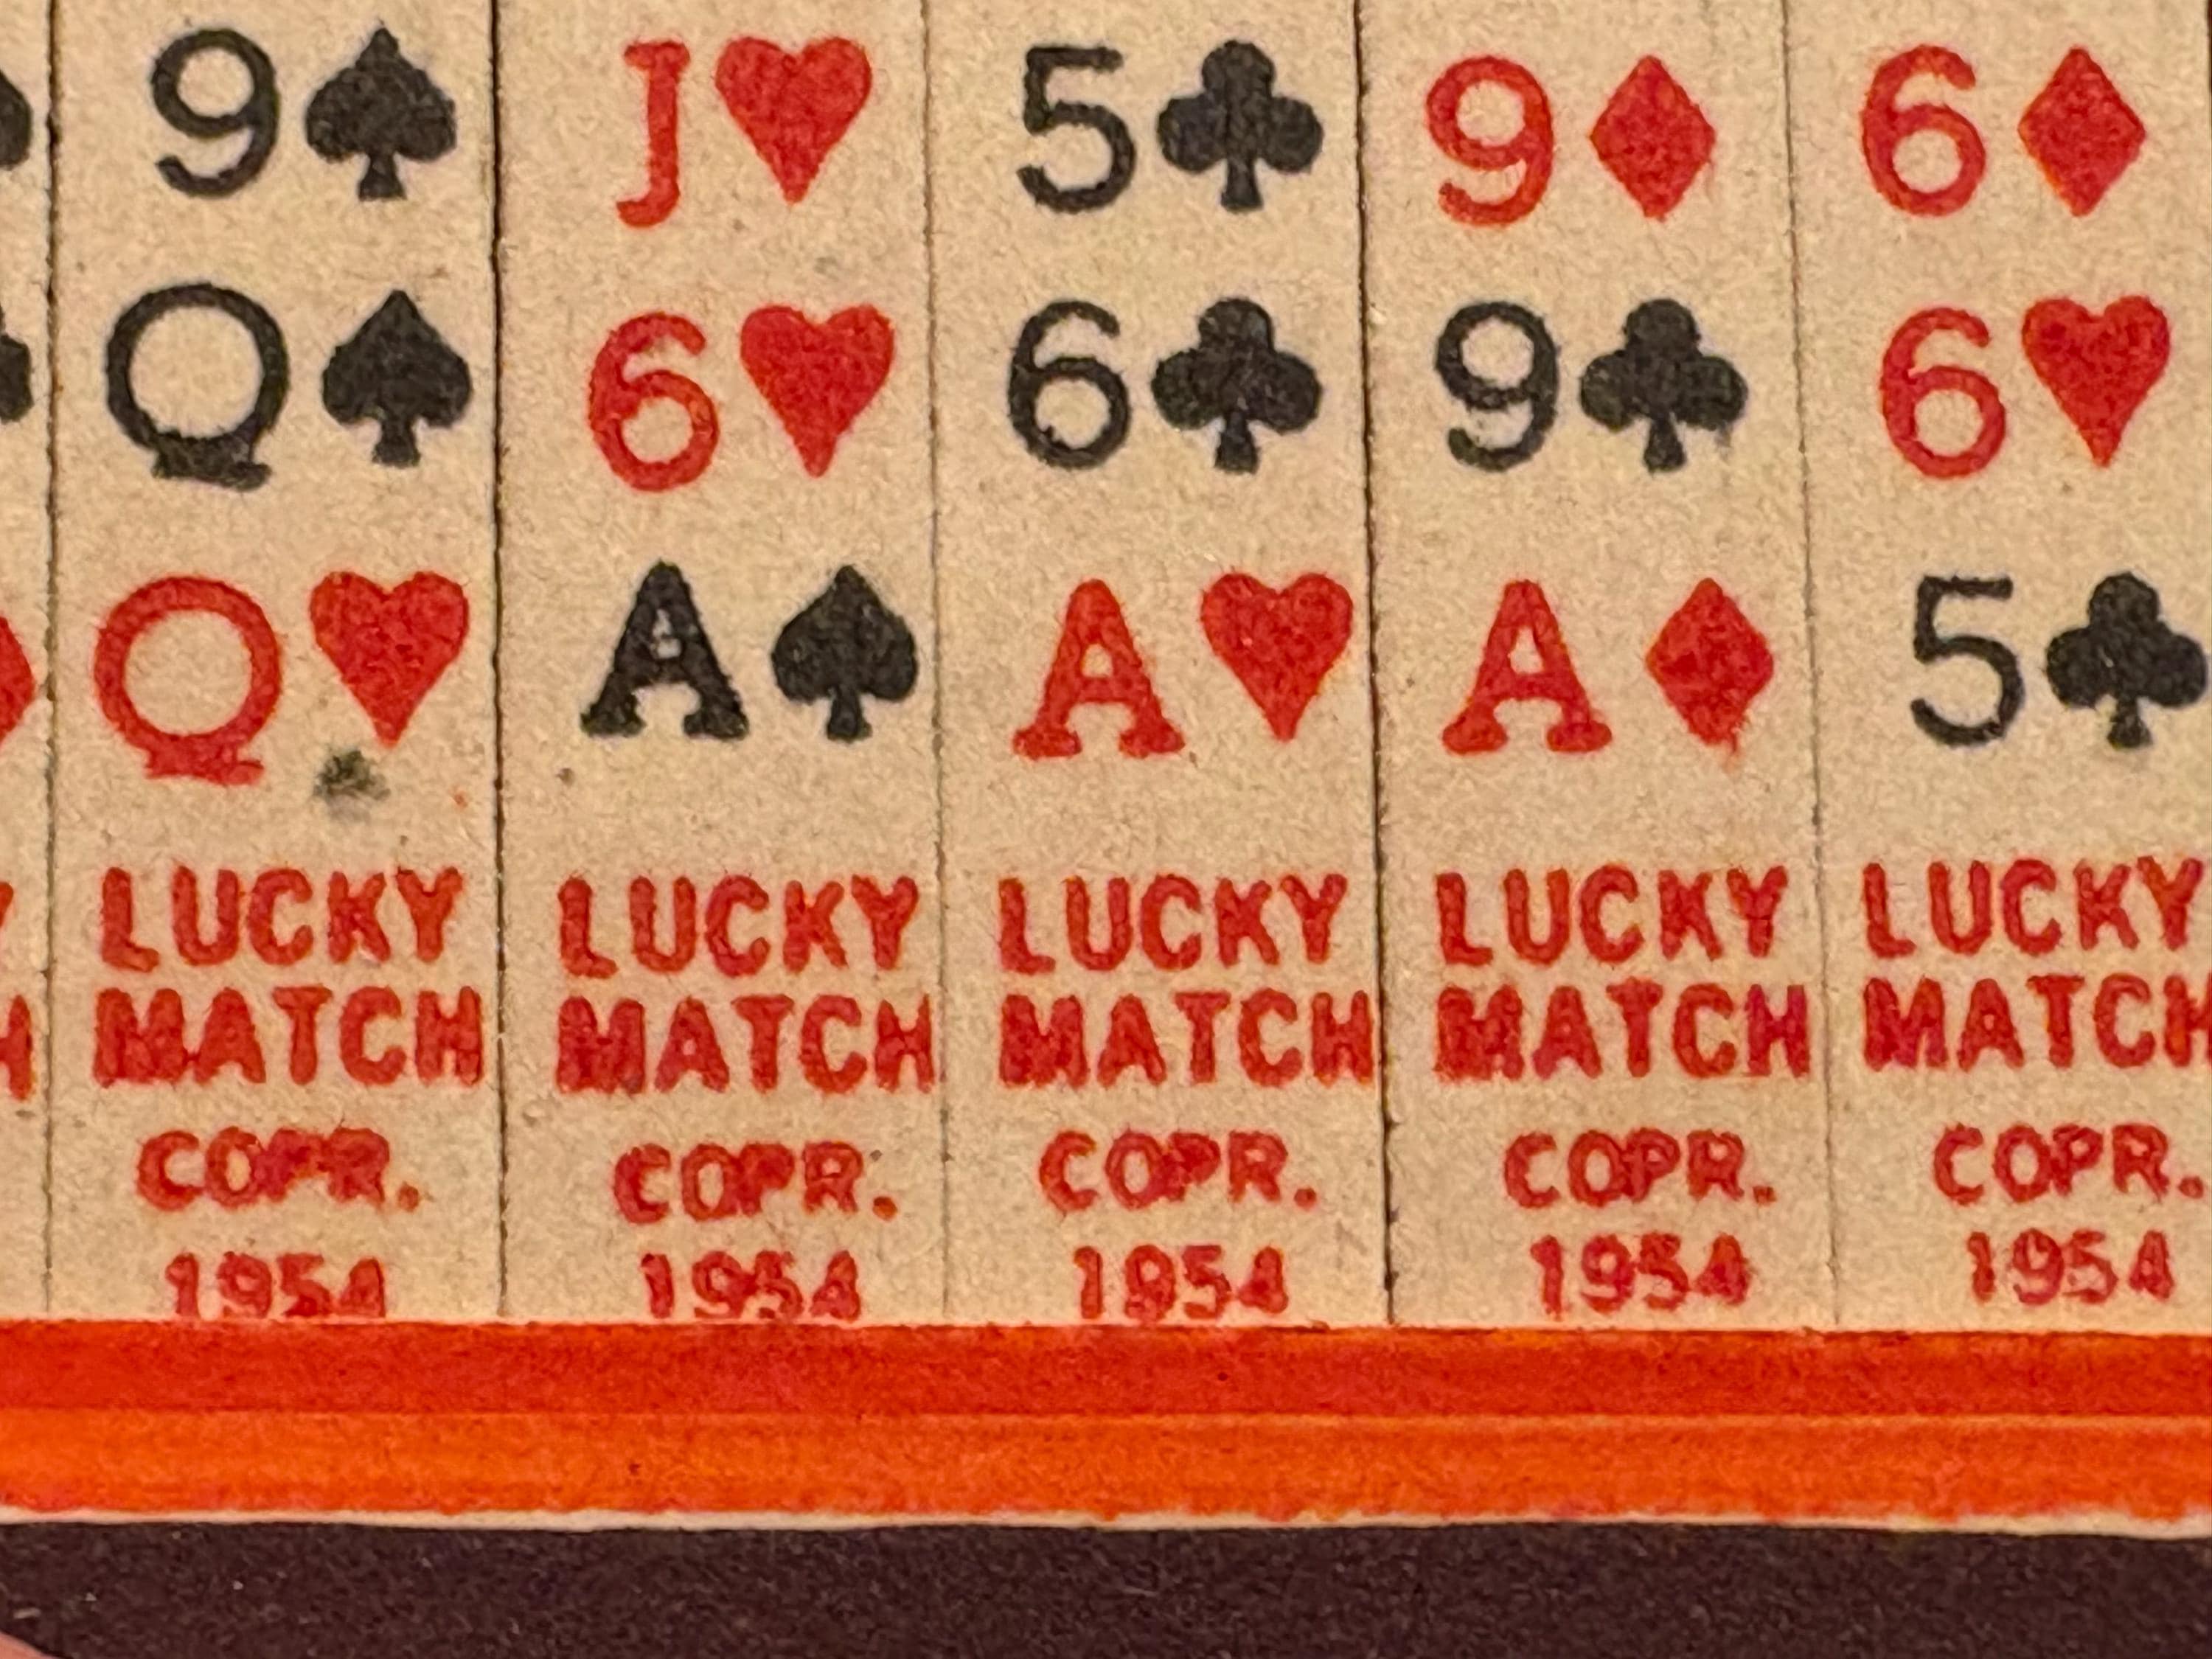 9♠ J♥ 5♣ 9♦ 6♦
Q♠ 6♥ 6♣ 9♣ 6♥
Q♥ A♠ A♥ A♦ 5♣
LUCKY LUCKY LUCKY LUCKY LUCKY
MATCH MATCH MATCH MATCH MATCH
COPR. COPR. COPR. COPR. COPR.
1954 1954 1954 1954 1954